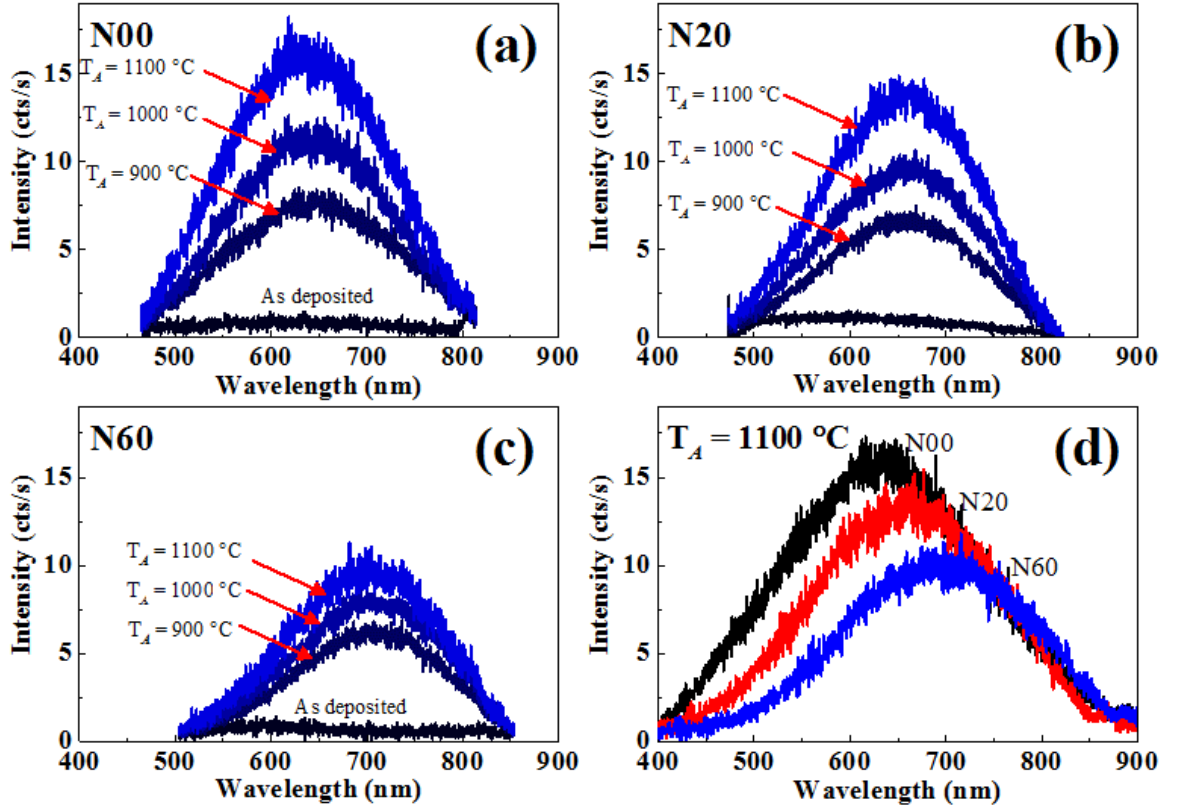 N00
(a)
T_A = 1100 °C
T_A = 1000 °C
T_A = 900 °C
As deposited
Intensity (cts/s)
15
10
5
0
400 500 600 700 800 900
Wavelength (nm)
N20
(b)
T_A = 1100 °C
T_A = 1000 °C
T_A = 900 °C
Intensity (cts/s)
15
10
5
0
400 500 600 700 800 900
Wavelength (nm)
N60
(c)
T_A = 1100 °C
T_A = 1000 °C
T_A = 900 °C
As deposited
Intensity (cts/s)
15
10
5
0
400 500 600 700 800 900
Wavelength (nm)
T_A = 1100 °C
(d)
N00
N20
N60
Intensity (cts/s)
15
10
5
0
400 500 600 700 800 900
Wavelength (nm)